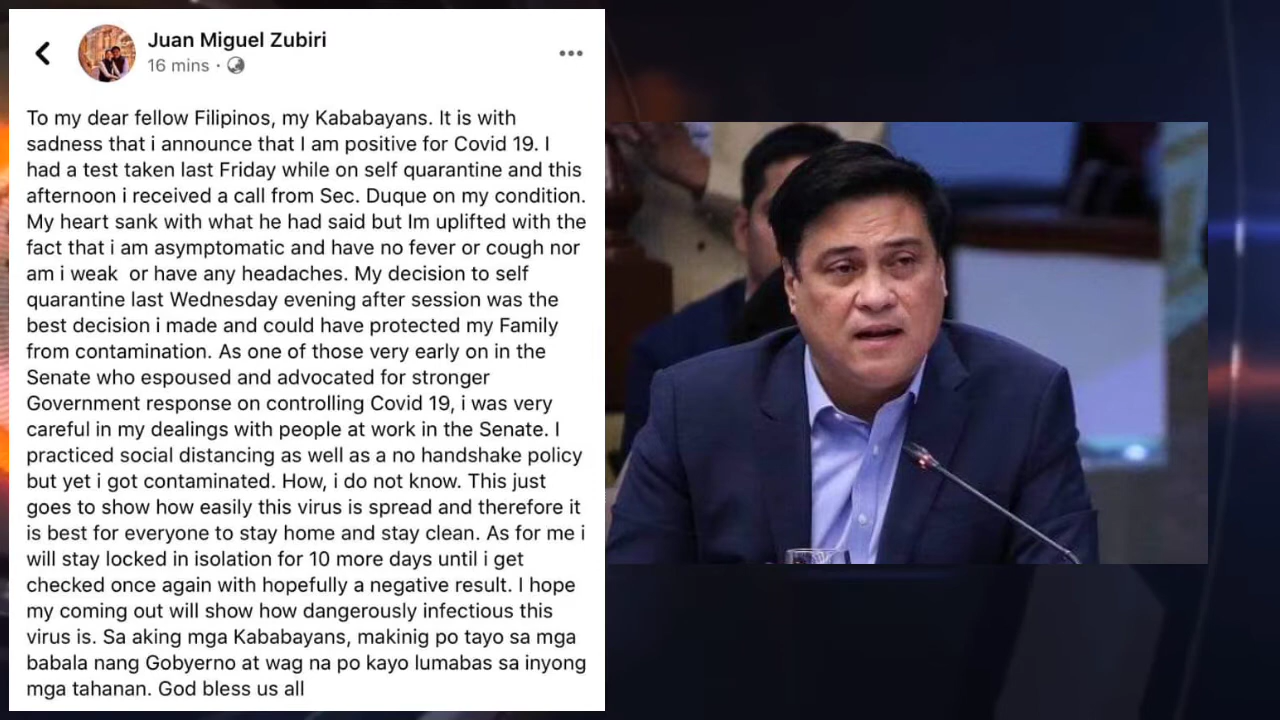 Juan Miguel Zubiri
16 mins ·
To my dear fellow Filipinos, my Kababayans. It is with
sadness that i announce that I am positive for Covid 19. I
had a test taken last Friday while on self quarantine and this
afternoon i received a call from Sec. Duque on my condition.
My heart sank with what he had said but Im uplifted with the
fact that i am asymptomatic and have no fever or cough nor
am i weak  or have any headaches. My decision to self
quarantine last Wednesday evening after session was the
best decision i made and could have protected my Family
from contamination. As one of those very early on in the
Senate who espoused and advocated for stronger
Government response on controlling Covid 19, i was very
careful in my dealings with people at work in the Senate. I
practiced social distancing as well as a no handshake policy
but yet i got contaminated. How, i do not know. This just
goes to show how easily this virus is spread and therefore it
is best for everyone to stay home and stay clean. As for me i
will stay locked in isolation for 10 more days until i get
checked once again with hopefully a negative result. I hope
my coming out will show how dangerously infectious this
virus is. Sa aking mga Kababayans, makinig po tayo sa mga
babala nang Gobyerno at wag na po kayo lumabas sa inyong
mga tahanan. God bless us all